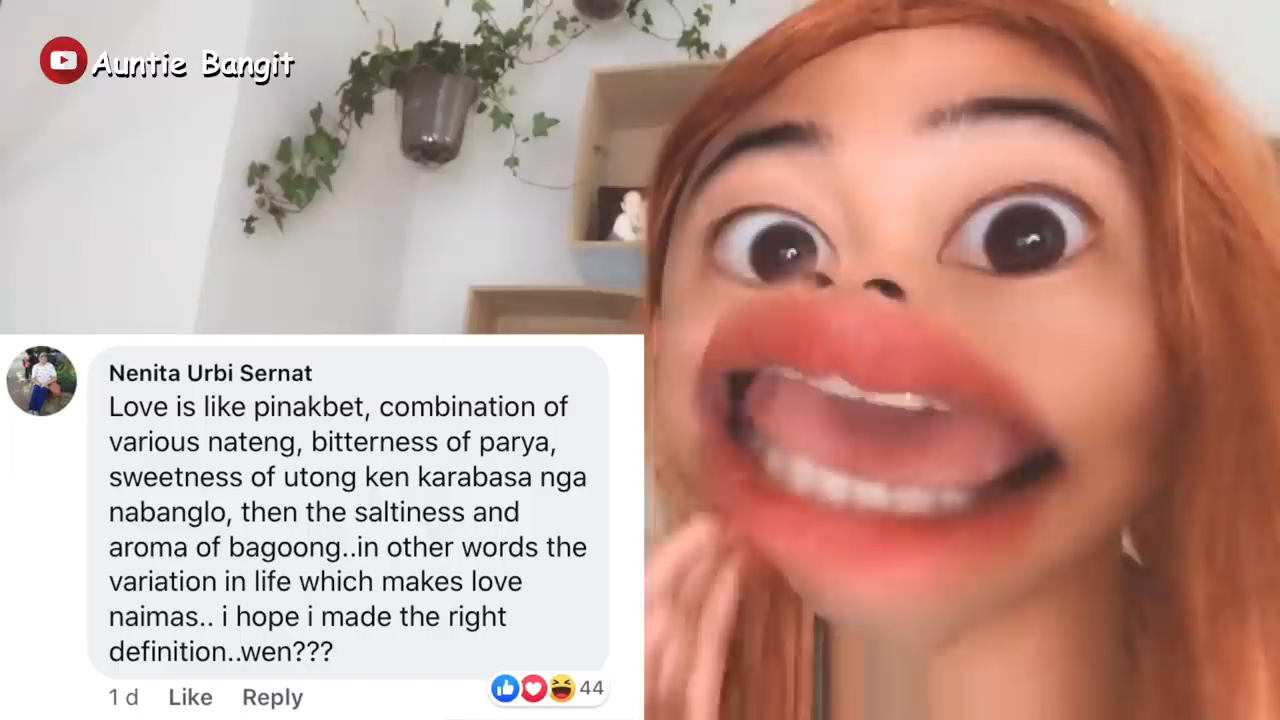 Auntie Bangit
Nenita Urbi Sernat
Love is like pinakbet, combination of
various nateng, bitterness of parya,
sweetness of utong ken karabasa nga
nabanglo, then the saltiness and
aroma of bagoong..in other words the
variation in life which makes love
naimas.. i hope i made the right
definition..wen???
1 d Like Reply 44